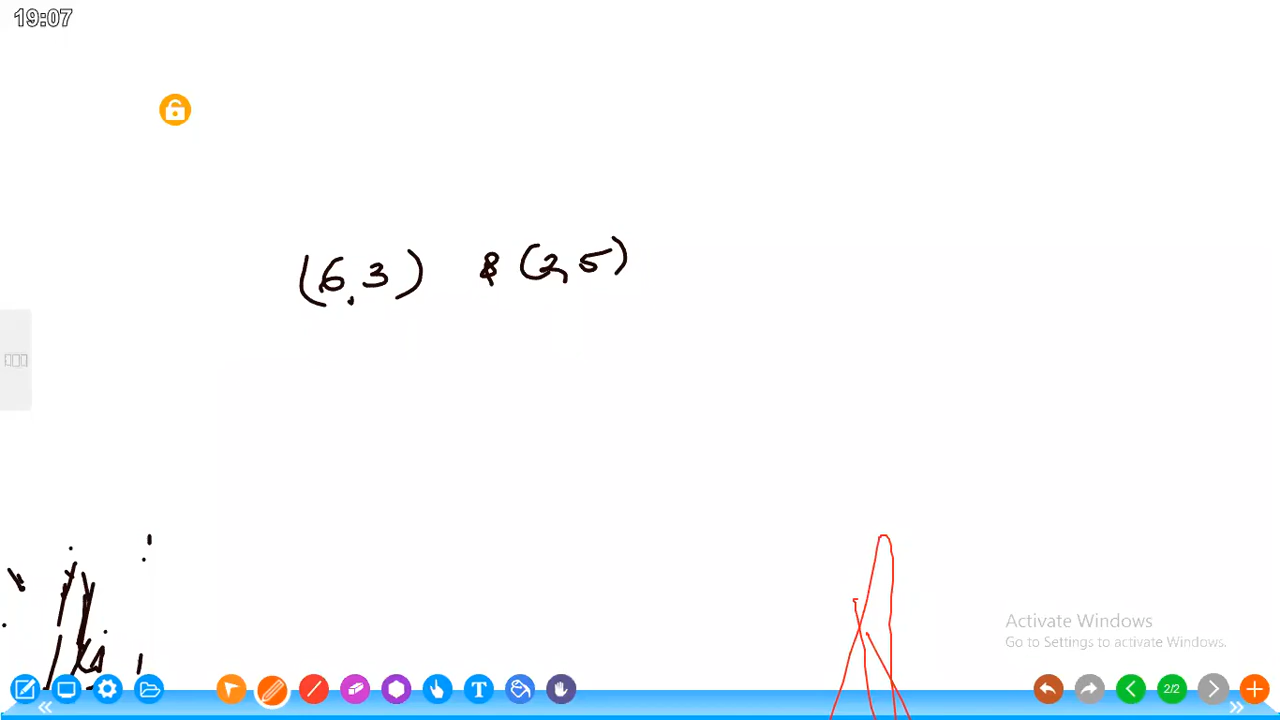 19:07
(6,3) & (2,5)
Activate Windows
Go to Settings to activate Windows.
T
2/2